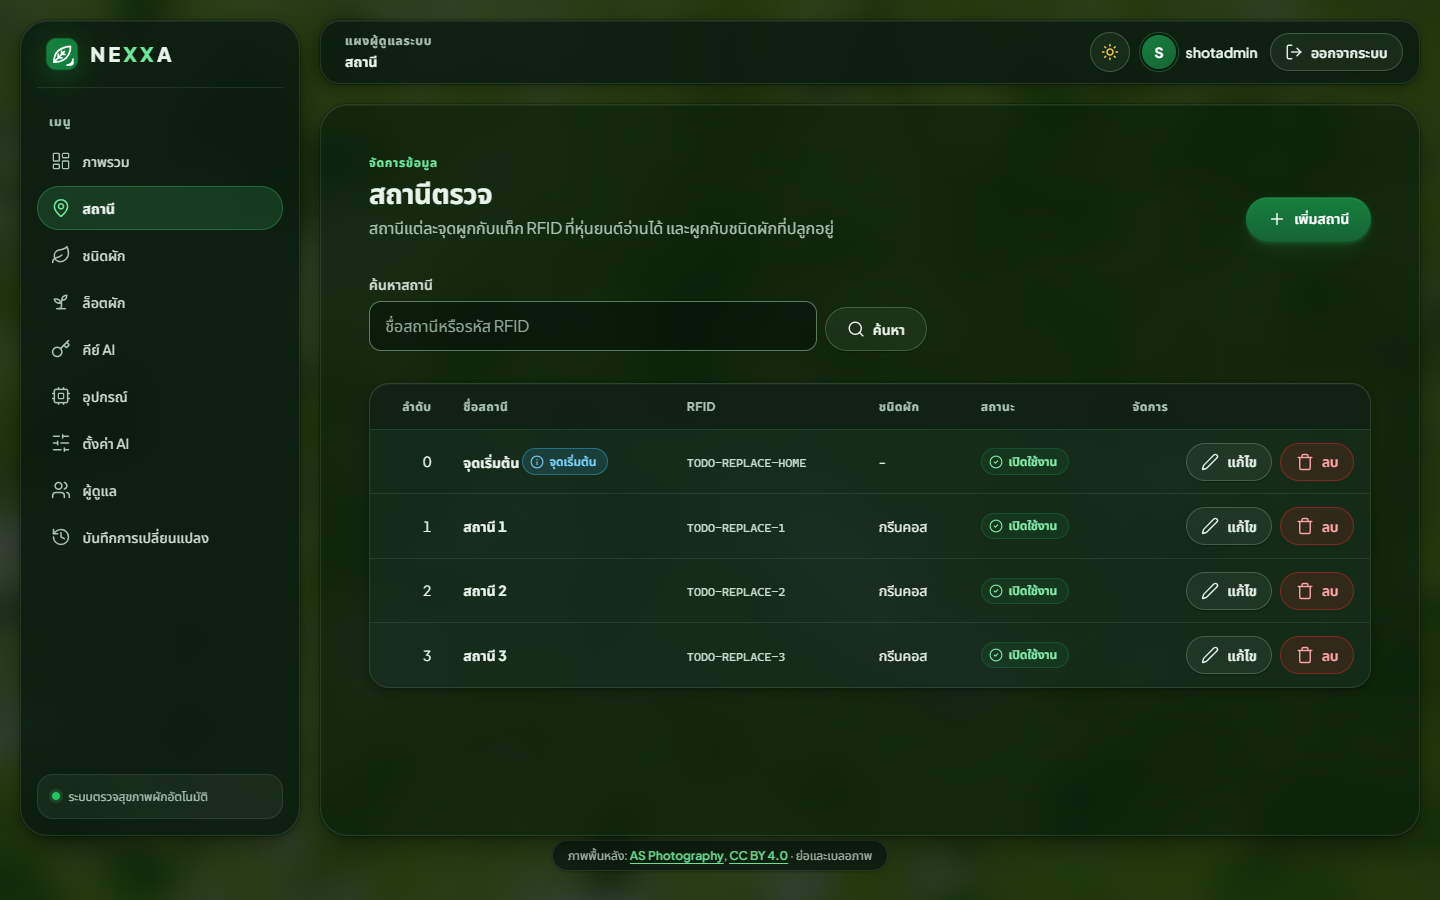 NEXXA
เมนู
ภาพรวม
สถานี
ชนิดผัก
ล็อตผัก
คีย์ AI
อุปกรณ์
ตั้งค่า AI
ผู้ดูแล
บันทึกการเปลี่ยนแปลง
ระบบตรวจสุขภาพผักอัตโนมัติ
แผงผู้ดูแลระบบ
สถานี
S shotadmin ออกจากระบบ
จัดการข้อมูล
สถานีตรวจ
สถานีแต่ละจุดผูกกับแท็ก RFID ที่หุ่นยนต์อ่านได้ และผูกกับชนิดผักที่ปลูกอยู่
เพิ่มสถานี
ค้นหาสถานี
ชื่อสถานีหรือรหัส RFID ค้นหา
ลำดับ ชื่อสถานี RFID ชนิดผัก สถานะ จัดการ
0 จุดเริ่มต้น จุดเริ่มต้น TODO-REPLACE-HOME – เปิดใช้งาน แก้ไข ลบ
1 สถานี 1 TODO-REPLACE-1 กรีนคอส เปิดใช้งาน แก้ไข ลบ
2 สถานี 2 TODO-REPLACE-2 กรีนคอส เปิดใช้งาน แก้ไข ลบ
3 สถานี 3 TODO-REPLACE-3 กรีนคอส เปิดใช้งาน แก้ไข ลบ
ภาพพื้นหลัง: AS Photography, CC BY 4.0 · ย่อและเบลอภาพ